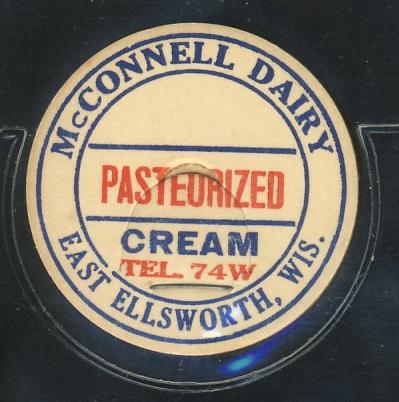 McCONNELL DAIRY
PASTEURIZED
CREAM
TEL. 74W
EAST ELLSWORTH, WIS.